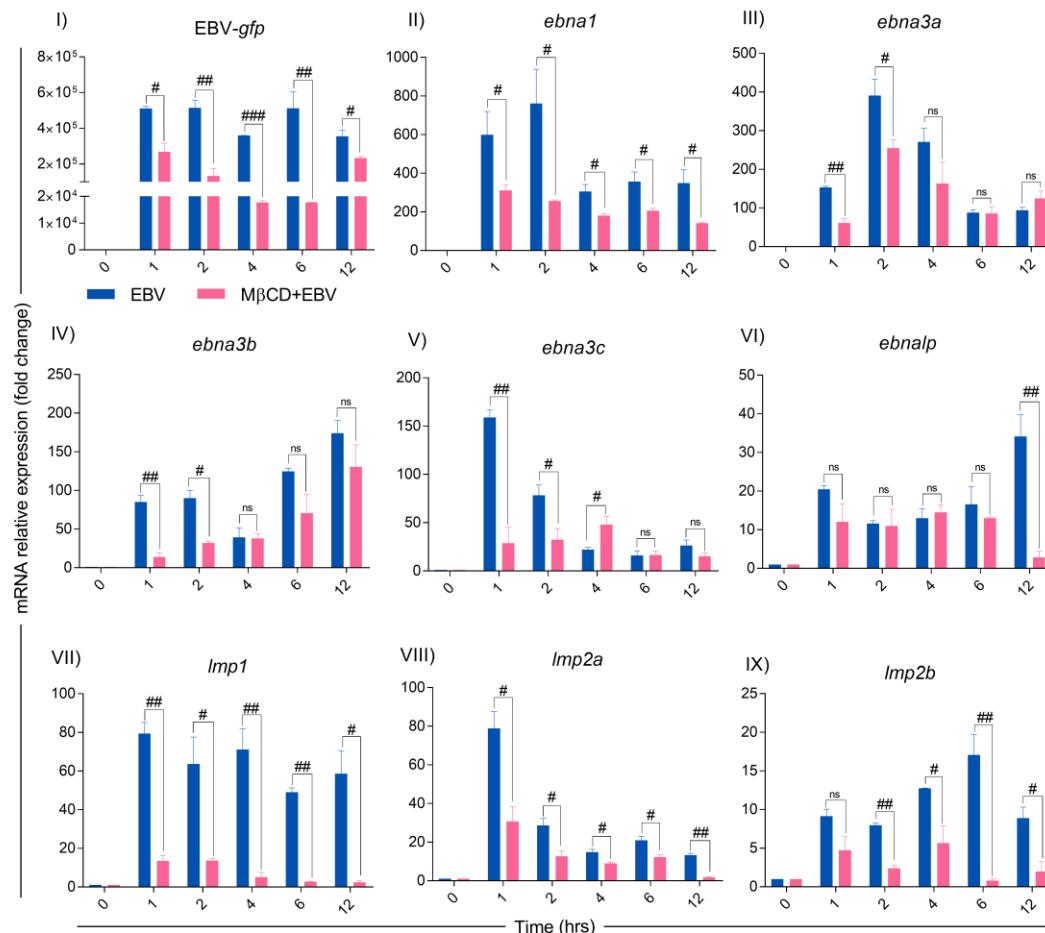 I)
EBV-gfp
8×10⁵
6×10⁵
4×10⁵
2×10⁵
2×10⁴
1×10⁴
0
# ## ### ## #
0 1 2 4 6 12
II)
ebna1
1000
800
600
400
200
0
# # # # #
0 1 2 4 6 12
III)
ebna3a
500
400
300
200
100
0
## # ns ns ns
0 1 2 4 6 12
EBV MβCD+EBV
mRNA relative expression (fold change)
IV)
ebna3b
250
200
150
100
50
0
## # ns ns ns
0 1 2 4 6 12
V)
ebna3c
200
150
100
50
0
## # # ns ns
0 1 2 4 6 12
VI)
ebnalp
50
40
30
20
10
0
ns ns ns ns ##
0 1 2 4 6 12
VII)
lmp1
100
80
60
40
20
0
## # ## ## #
0 1 2 4 6 12
VIII)
lmp2a
100
80
60
40
20
0
# # # # ##
0 1 2 4 6 12
IX)
lmp2b
25
20
15
10
5
0
ns ## # ## #
0 1 2 4 6 12
Time (hrs)